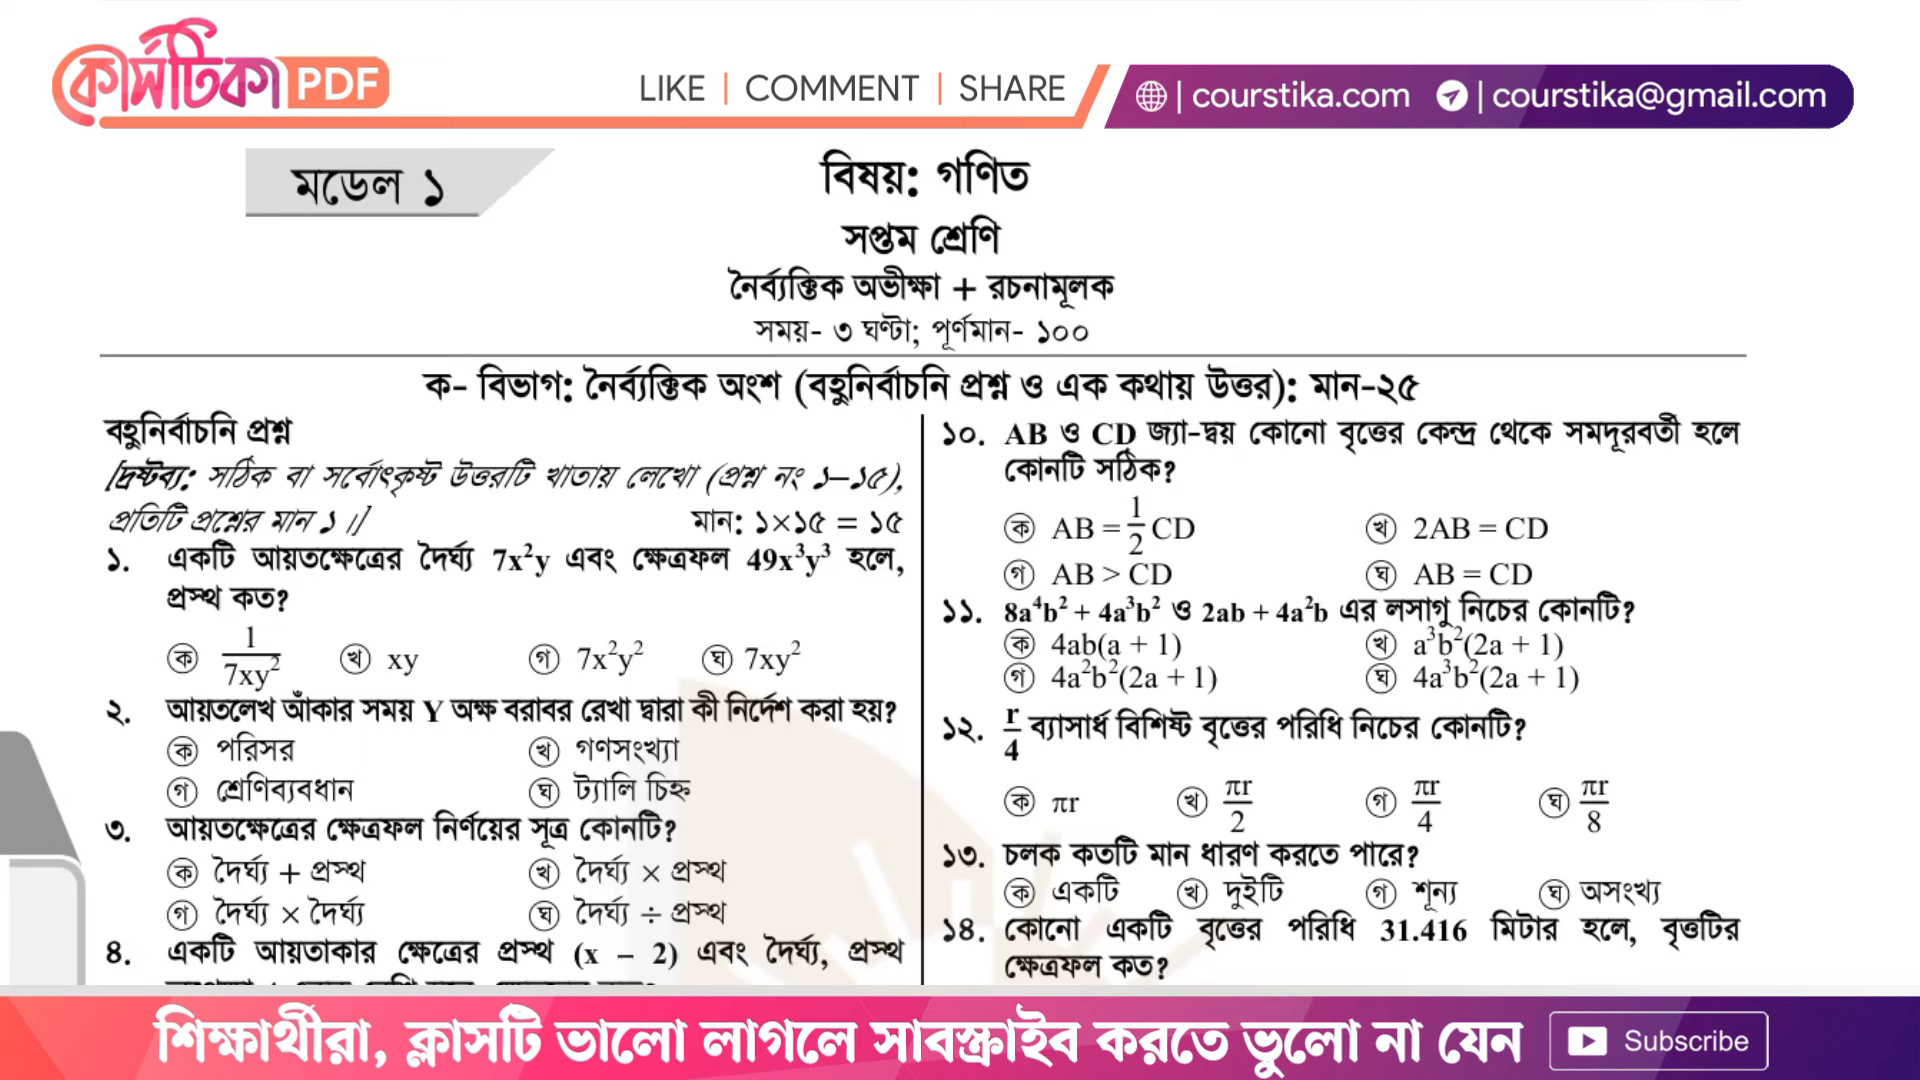 কোর্সটিকা PDF
LIKE | COMMENT | SHARE
| courstika.com | courstika@gmail.com
মডেল ১
বিষয়: গণিত
সপ্তম শ্রেণি
নৈর্ব্যক্তিক অভীক্ষা + রচনামূলক
সময়- ৩ ঘণ্টা; পূর্ণমান- ১০০
ক- বিভাগ: নৈর্ব্যক্তিক অংশ (বহুনির্বাচনি প্রশ্ন ও এক কথায় উত্তর): মান-২৫
বহুনির্বাচনি প্রশ্ন
[দ্রষ্টব্য: সঠিক বা সর্বোৎকৃষ্ট উত্তরটি খাতায় লেখো (প্রশ্ন নং ১–১৫),
প্রতিটি প্রশ্নের মান ১।] মান: ১×১৫ = ১৫
১. একটি আয়তক্ষেত্রের দৈর্ঘ্য 7x²y এবং ক্ষেত্রফল 49x³y³ হলে,
প্রস্থ কত?
ক 1/7xy² খ xy গ 7x²y² ঘ 7xy²
২. আয়তলেখ আঁকার সময় Y অক্ষ বরাবর রেখা দ্বারা কী নির্দেশ করা হয়?
ক পরিসর খ গণসংখ্যা
গ শ্রেণিব্যবধান ঘ ট্যালি চিহ্ন
৩. আয়তক্ষেত্রের ক্ষেত্রফল নির্ণয়ের সূত্র কোনটি?
ক দৈর্ঘ্য + প্রস্থ খ দৈর্ঘ্য × প্রস্থ
গ দৈর্ঘ্য × দৈর্ঘ্য ঘ দৈর্ঘ্য ÷ প্রস্থ
৪. একটি আয়তাকার ক্ষেত্রের প্রস্থ (x – 2) এবং দৈর্ঘ্য, প্রস্থ
১০. AB ও CD জ্যা-দ্বয় কোনো বৃত্তের কেন্দ্র থেকে সমদূরবর্তী হলে
কোনটি সঠিক?
ক AB = 1/2 CD খ 2AB = CD
গ AB > CD ঘ AB = CD
১১. 8a⁴b² + 4a³b² ও 2ab + 4a²b এর লসাগু নিচের কোনটি?
ক 4ab(a + 1) খ a³b²(2a + 1)
গ 4a²b²(2a + 1) ঘ 4a³b²(2a + 1)
১২. r/4 ব্যাসার্ধ বিশিষ্ট বৃত্তের পরিধি নিচের কোনটি?
ক πr খ πr/2 গ πr/4 ঘ πr/8
১৩. চলক কতটি মান ধারণ করতে পারে?
ক একটি খ দুইটি গ শূন্য ঘ অসংখ্য
১৪. কোনো একটি বৃত্তের পরিধি 31.416 মিটার হলে, বৃত্তটির
ক্ষেত্রফল কত?
শিক্ষার্থীরা, ক্লাসটি ভালো লাগলে সাবস্ক্রাইব করতে ভুলো না যেন
Subscribe